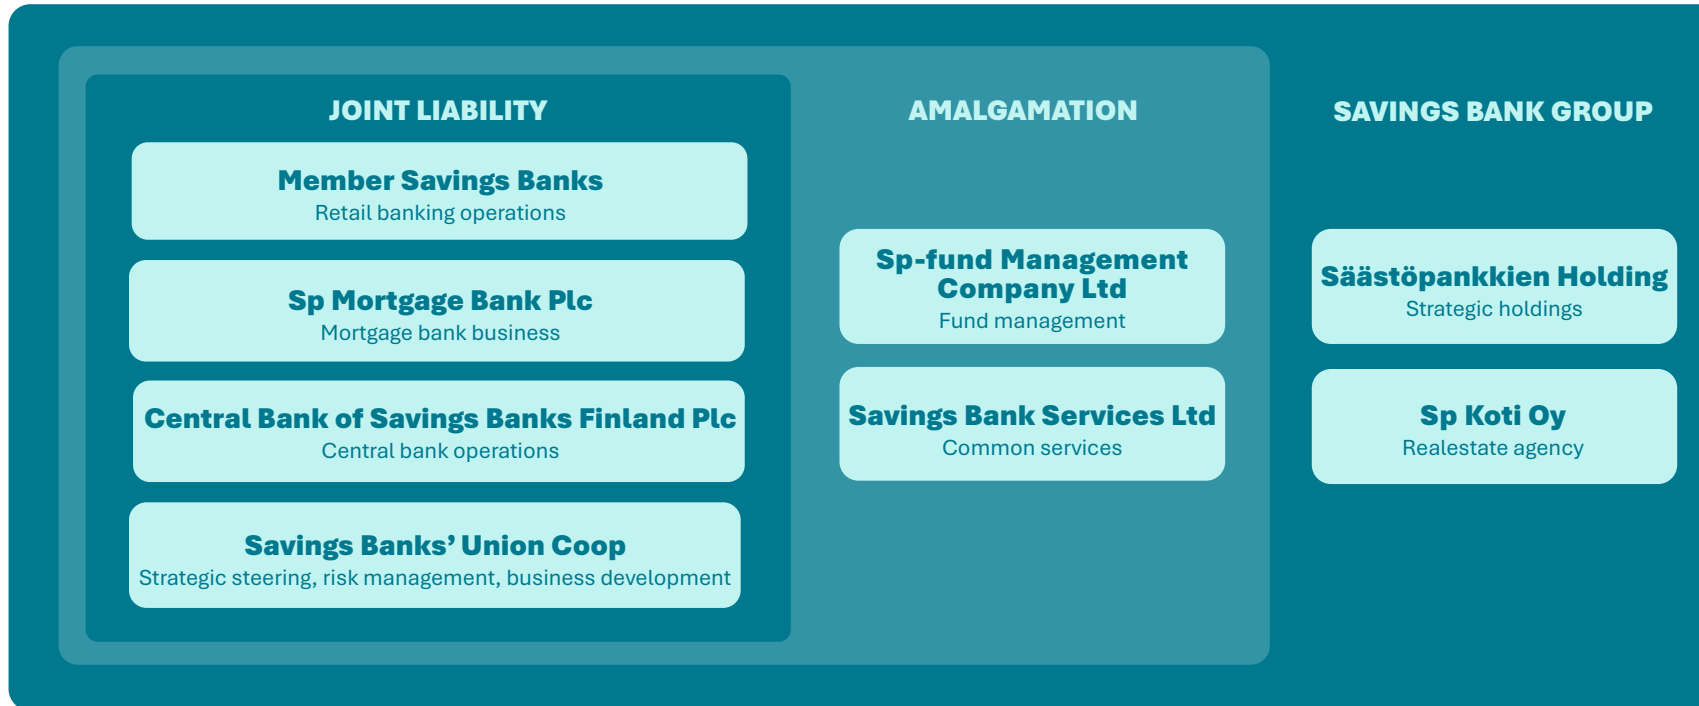 JOINT LIABILITY
Member Savings Banks
Retail banking operations
Sp Mortgage Bank Plc
Mortgage bank business
Central Bank of Savings Banks Finland Plc
Central bank operations
Savings Banks’ Union Coop
Strategic steering, risk management, business development
AMALGAMATION
Sp-fund Management
Company Ltd
Fund management
Savings Bank Services Ltd
Common services
SAVINGS BANK GROUP
Säästöpankkien Holding
Strategic holdings
Sp Koti Oy
Realestate agency